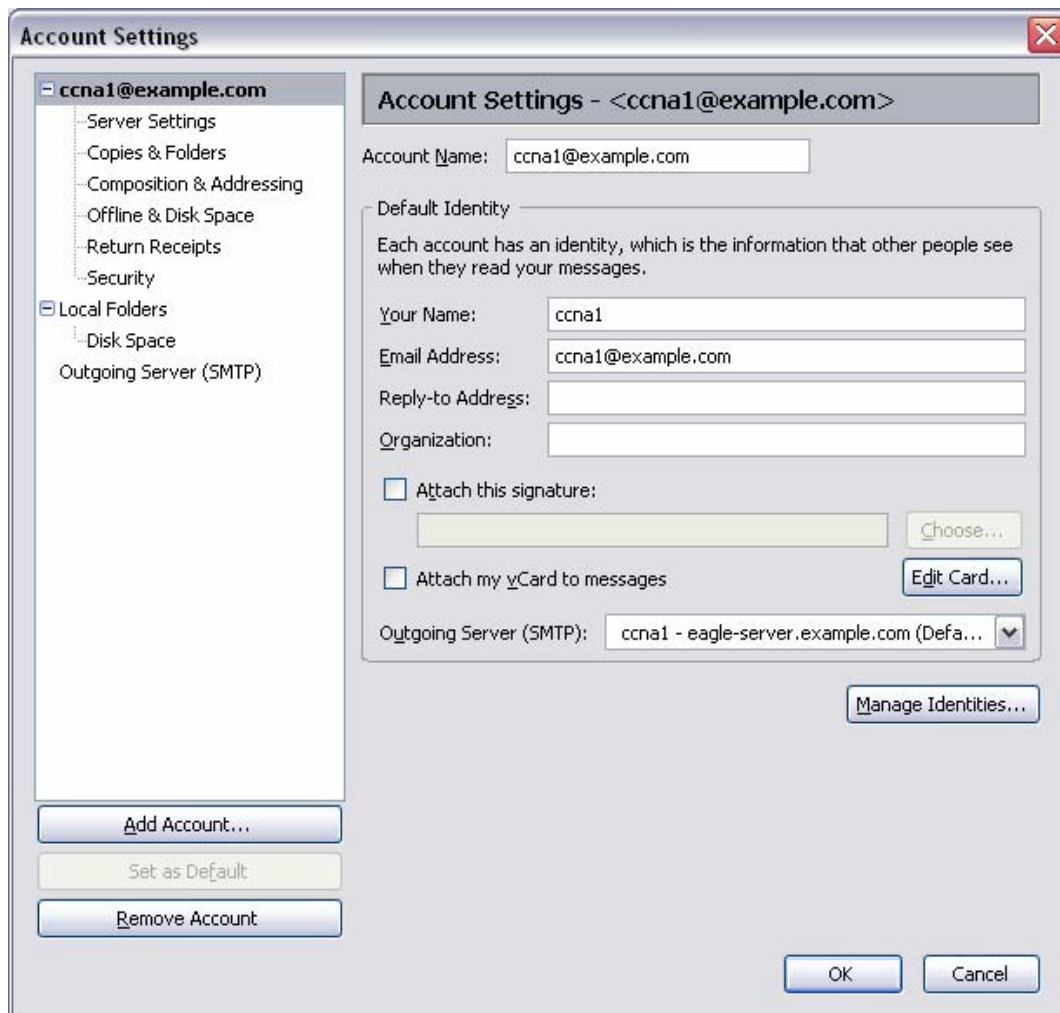 Account Settings
ccna1@example.com
Server Settings
Copies & Folders
Composition & Addressing
Offline & Disk Space
Return Receipts
Security
Local Folders
Disk Space
Outgoing Server (SMTP)
Add Account...
Set as Default
Remove Account
Account Settings - <ccna1@example.com>
Account Name: ccna1@example.com
Default Identity
Each account has an identity, which is the information that other people see
when they read your messages.
Your Name: ccna1
Email Address: ccna1@example.com
Reply-to Address:
Organization:
Attach this signature:
Choose...
Attach my vCard to messages
Edit Card...
Outgoing Server (SMTP): ccna1 - eagle-server.example.com (Defa...
Manage Identities...
OK
Cancel